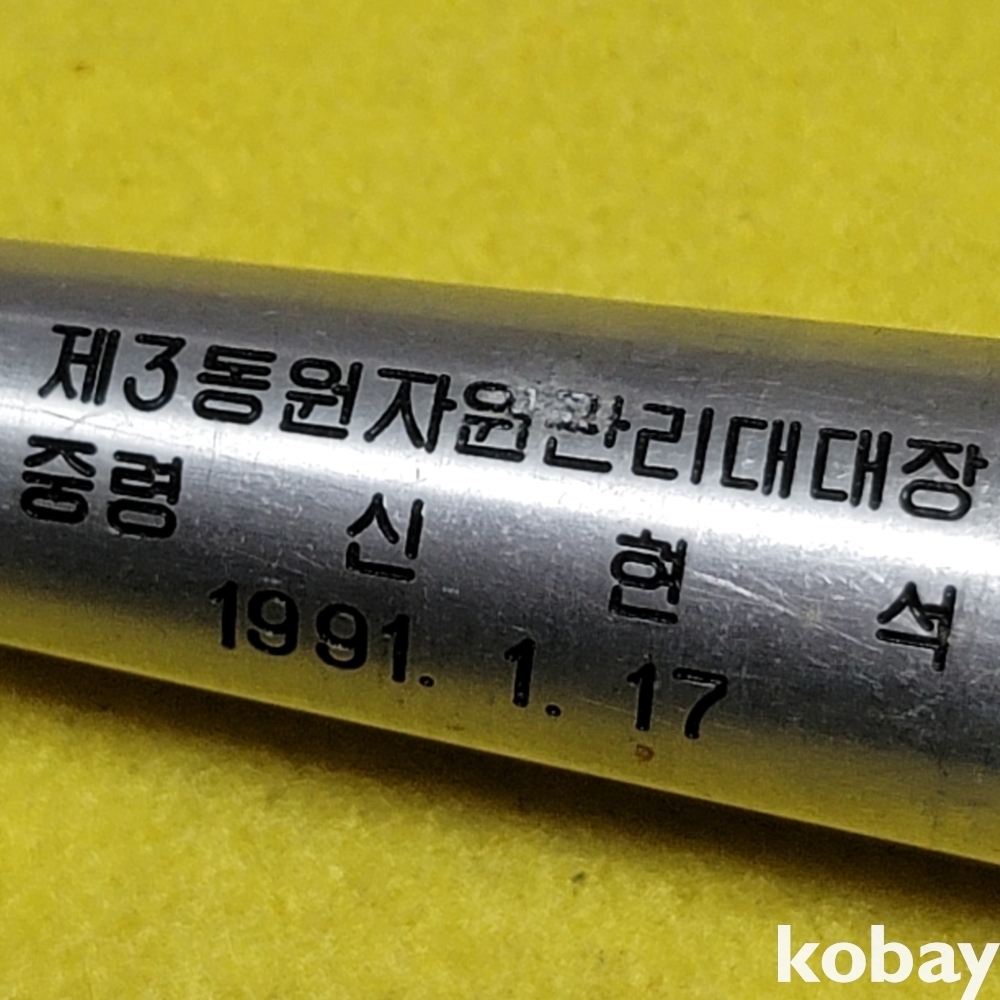 제3동원자원관리대대장
중령 신현석
1991. 1. 17
kobay